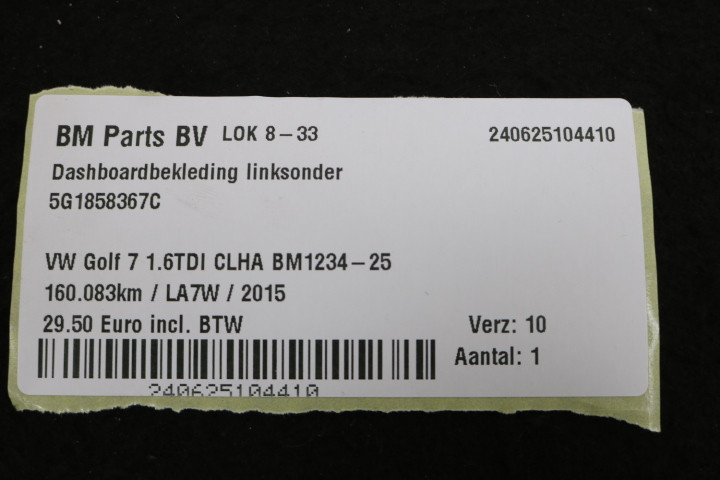 BM Parts BV LOK 8-33 240625104410
Dashboardbekleding linksonder
5G1858367C
VW Golf 7 1.6TDI CLHA BM1234-25
160.083km / LA7W / 2015
29.50 Euro incl. BTW Verz: 10
Aantal: 1
240625104410